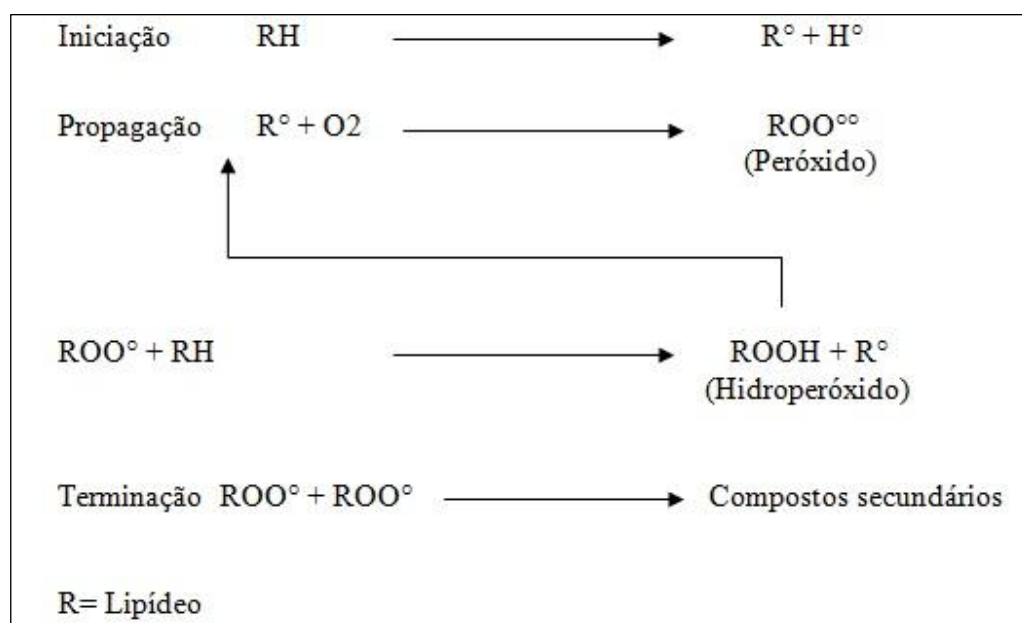 Iniciação RH R° + H°
Propagação R° + O2 ROO°°
(Peróxido)
ROO° + RH ROOH + R°
(Hidroperóxido)
Terminação ROO° + ROO° Compostos secundários
R= Lipídeo